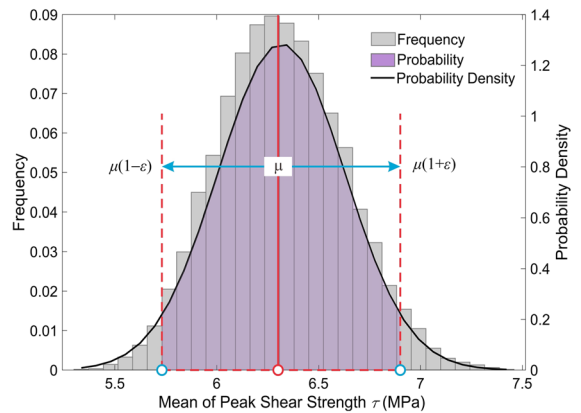 0.09
0.08
0.07
0.06
0.05
0.04
0.03
0.02
0.01
0
Frequency
1.4
1.2
1
0.8
0.6
0.4
0.2
0
Probability Density
Frequency
Probability
Probability Density
μ(1−ε)
μ
μ(1+ε)
5.5
6
6.5
7
7.5
Mean of Peak Shear Strength τ (MPa)